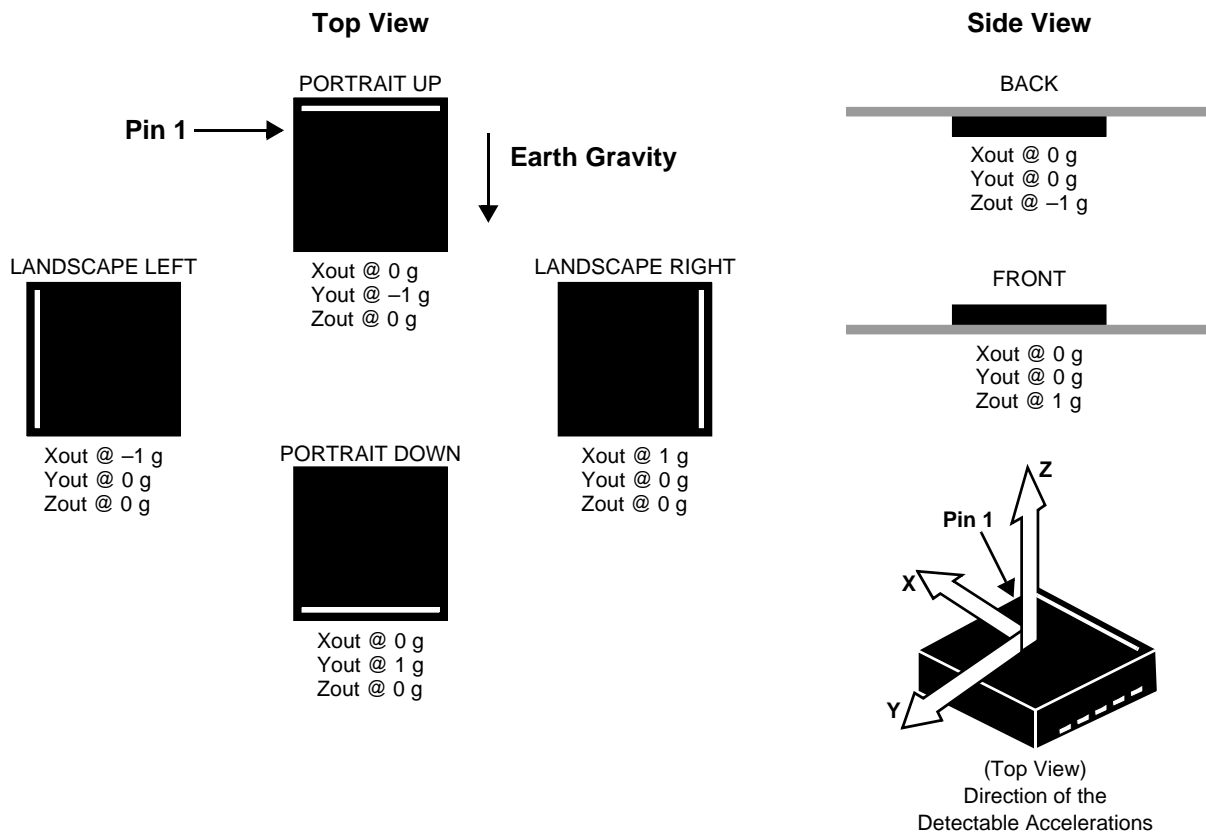 Top View
Side View
PORTRAIT UP
Pin 1
Earth Gravity
Xout @ 0 g
Yout @ –1 g
Zout @ 0 g
LANDSCAPE LEFT
Xout @ –1 g
Yout @ 0 g
Zout @ 0 g
LANDSCAPE RIGHT
Xout @ 1 g
Yout @ 0 g
Zout @ 0 g
PORTRAIT DOWN
Xout @ 0 g
Yout @ 1 g
Zout @ 0 g
BACK
Xout @ 0 g
Yout @ 0 g
Zout @ –1 g
FRONT
Xout @ 0 g
Yout @ 0 g
Zout @ 1 g
Z
Pin 1
X
Y
(Top View)
Direction of the
Detectable Accelerations